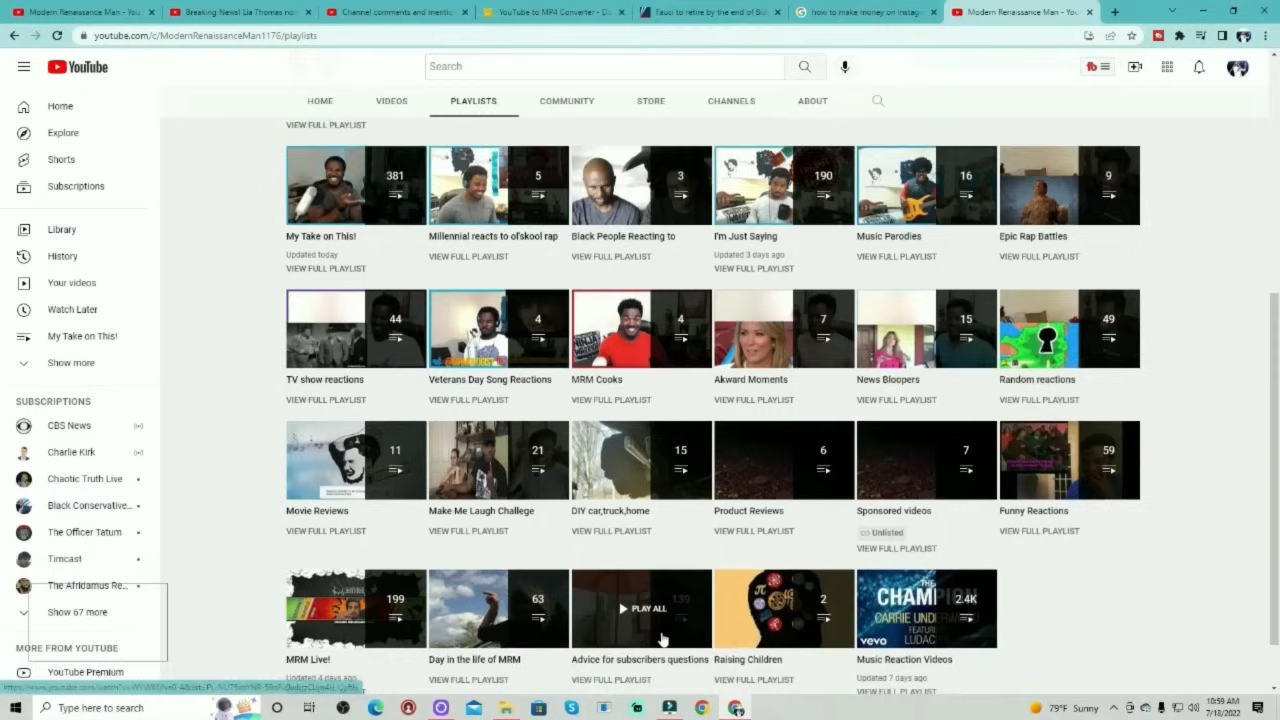 Modern Renaissance Man - You
Breaking News! Lia Thomas no
Channel comments and mentio
YouTube to MP4 Converter - D
Fauci to retire by the end of
how to make money on instag
Modern Renaissance Man - You
youtube.com/c/ModernRenaissanceMan1176/playlists
YouTube
Search
HOME VIDEOS PLAYLISTS COMMUNITY STORE CHANNELS ABOUT
VIEW FULL PLAYLIST
Home
Explore
Shorts
Subscriptions
Library
History
Your videos
Watch Later
My Take on This!
Show more
SUBSCRIPTIONS
CBS News
Charlie Kirk
Chaotic Truth Live
Black Conservative...
The Officer Tatum
Timcast
The Afridamus Re...
Show 67 more
MORE FROM YOUTUBE
YouTube Premium
381 5 3 190 16 9
My Take on This! Millennial reacts to ol'skool rap Black People Reacting to I'm Just Saying Music Parodies Epic Rap Battles
Updated today VIEW FULL PLAYLIST VIEW FULL PLAYLIST Updated 3 days ago VIEW FULL PLAYLIST VIEW FULL PLAYLIST
VIEW FULL PLAYLIST VIEW FULL PLAYLIST
44 4 4 7 15 49
TV show reactions Veterans Day Song Reactions MRM Cooks Akward Moments News Bloopers Random reactions
VIEW FULL PLAYLIST VIEW FULL PLAYLIST VIEW FULL PLAYLIST VIEW FULL PLAYLIST VIEW FULL PLAYLIST VIEW FULL PLAYLIST
11 21 15 6 7 59
Movie Reviews Make Me Laugh Challege DIY car,truck,home Product Reviews Sponsored videos Funny Reactions
VIEW FULL PLAYLIST VIEW FULL PLAYLIST VIEW FULL PLAYLIST VIEW FULL PLAYLIST Unlisted VIEW FULL PLAYLIST
VIEW FULL PLAYLIST
199 63 PLAY ALL 139 2 THE CHAMPION CARRIE UNDERWOOD FEATURING LUDACRIS vevo 2.4K
MRM Live! Day in the life of MRM Advice for subscribers questions Raising Children Music Reaction Videos
Updated 4 days ago VIEW FULL PLAYLIST VIEW FULL PLAYLIST VIEW FULL PLAYLIST Updated 7 days ago
VIEW FULL PLAYLIST VIEW FULL PLAYLIST
Type here to search
79°F Sunny
10:59 AM
7/18/2022